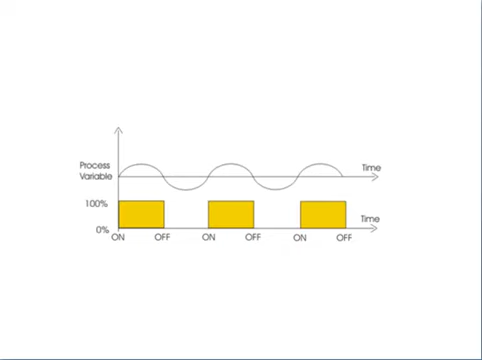 Process
Variable
Time
100%
Time
0%
ON OFF ON OFF ON OFF